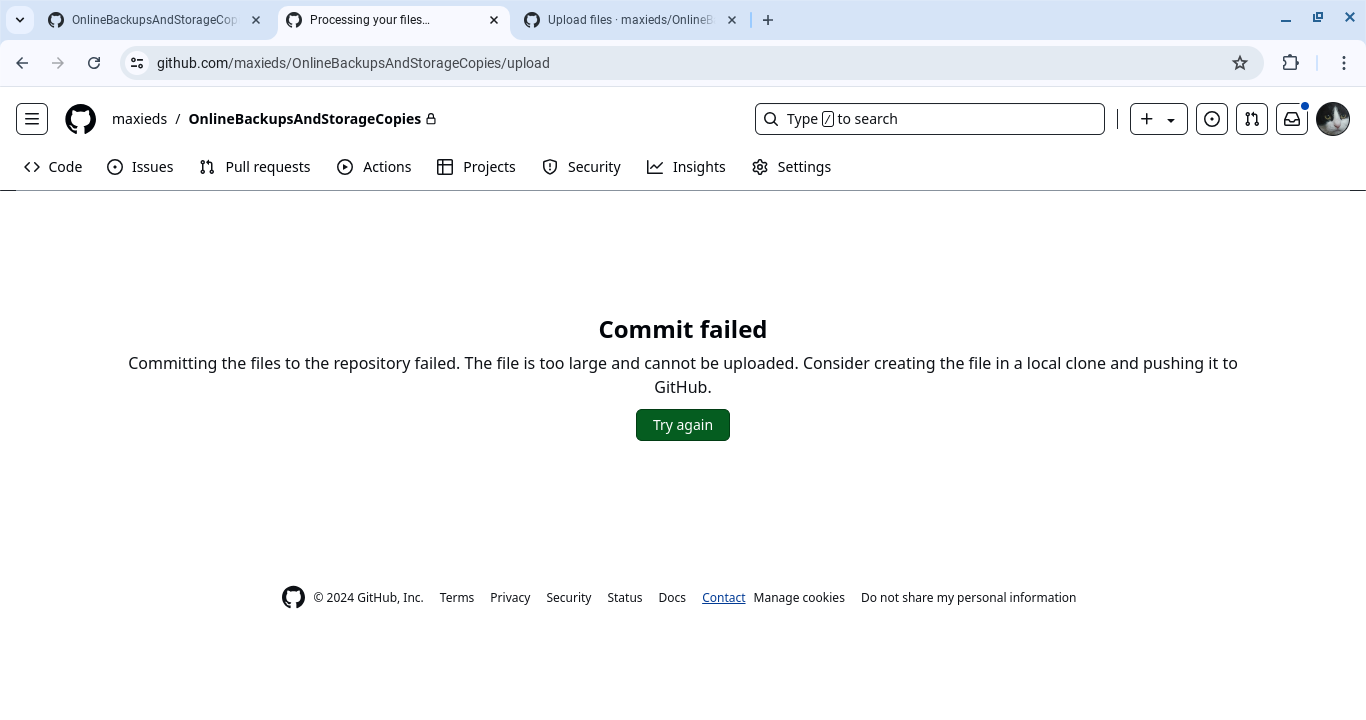 OnlineBackupsAndStorageCop
Processing your files…
Upload files · maxieds/OnlineB
github.com/maxieds/OnlineBackupsAndStorageCopies/upload
maxieds / OnlineBackupsAndStorageCopies
Type / to search
Code
Issues
Pull requests
Actions
Projects
Security
Insights
Settings
Commit failed
Committing the files to the repository failed. The file is too large and cannot be uploaded. Consider creating the file in a local clone and pushing it to
GitHub.
Try again
© 2024 GitHub, Inc. Terms Privacy Security Status Docs Contact Manage cookies Do not share my personal information